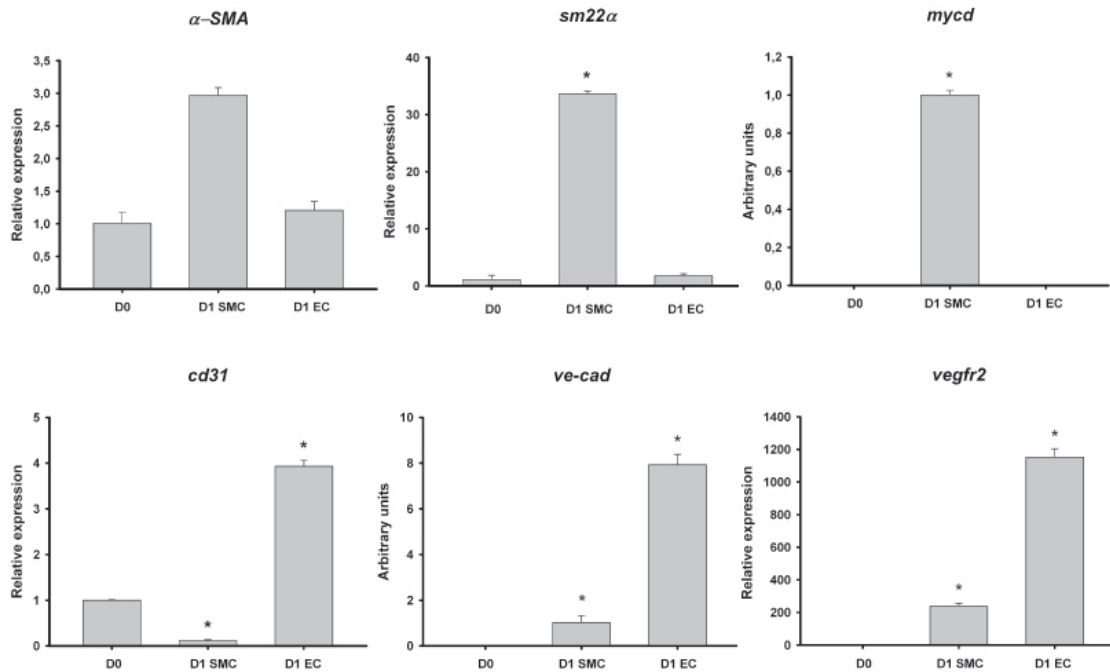 α–SMA
Relative expression
3,5
3,0
2,5
2,0
1,5
1,0
0,5
0,0
D0 D1 SMC D1 EC
sm22α
Relative expression
40
30
20
10
0
*
D0 D1 SMC D1 EC
mycd
Arbitrary units
1,2
1,0
0,8
0,6
0,4
0,2
0,0
*
D0 D1 SMC D1 EC
cd31
Relative expression
5
4
3
2
1
0
*
*
D0 D1 SMC D1 EC
ve-cad
Arbitrary units
10
8
6
4
2
0
*
*
D0 D1 SMC D1 EC
vegfr2
Relative expression
1400
1200
1000
800
600
400
200
0
*
*
D0 D1 SMC D1 EC